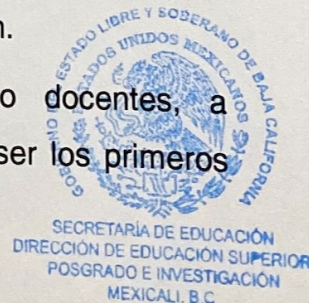 n.
o docentes, a
ser los primeros
GOBIERNO DEL ESTADO LIBRE Y SOBERANO DE BAJA CALIFORNIA
ESTADOS UNIDOS MEXICANOS
SECRETARÍA DE EDUCACIÓN
DIRECCIÓN DE EDUCACIÓN SUPERIOR
POSGRADO E INVESTIGACIÓN
MEXICALI, B.C.